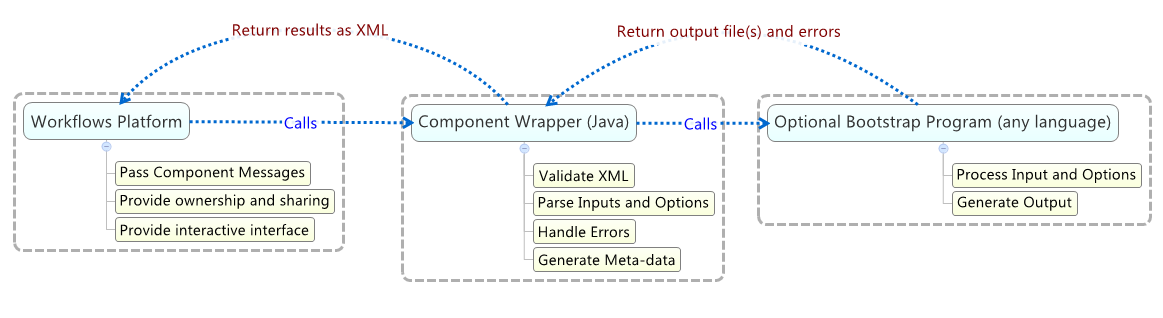 Return results as XML
Return output file(s) and errors
Workflows Platform
Calls
Component Wrapper (Java)
Calls
Optional Bootstrap Program (any language)
Pass Component Messages
Provide ownership and sharing
Provide interactive interface
Validate XML
Parse Inputs and Options
Handle Errors
Generate Meta-data
Process Input and Options
Generate Output